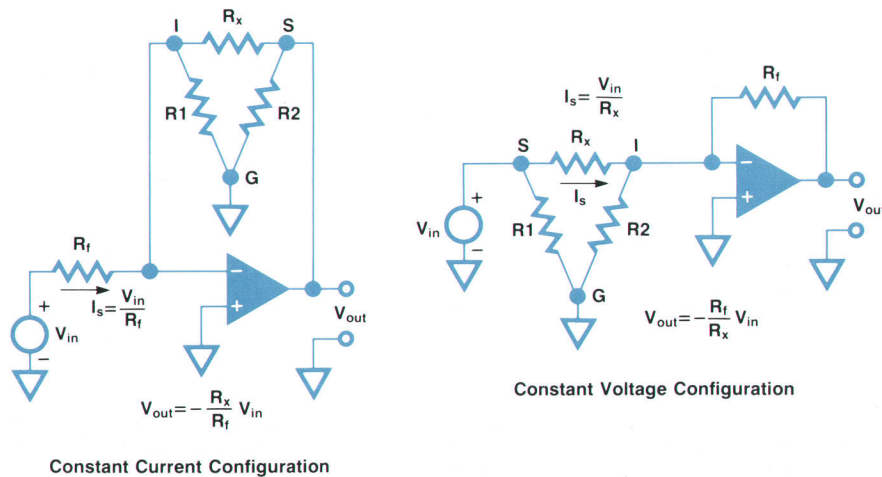 I
Rx
S
R1
R2
G
Rf
Is=Vin/Rf
+
Vin
−
−
+
Vout
Vout=−Rx/Rf Vin
Constant Current Configuration
Is=Vin/Rx
Rf
S
Rx
I
Is
R1
R2
G
+
Vin
−
−
+
Vou
Vout=−Rf/Rx Vin
Constant Voltage Configuration